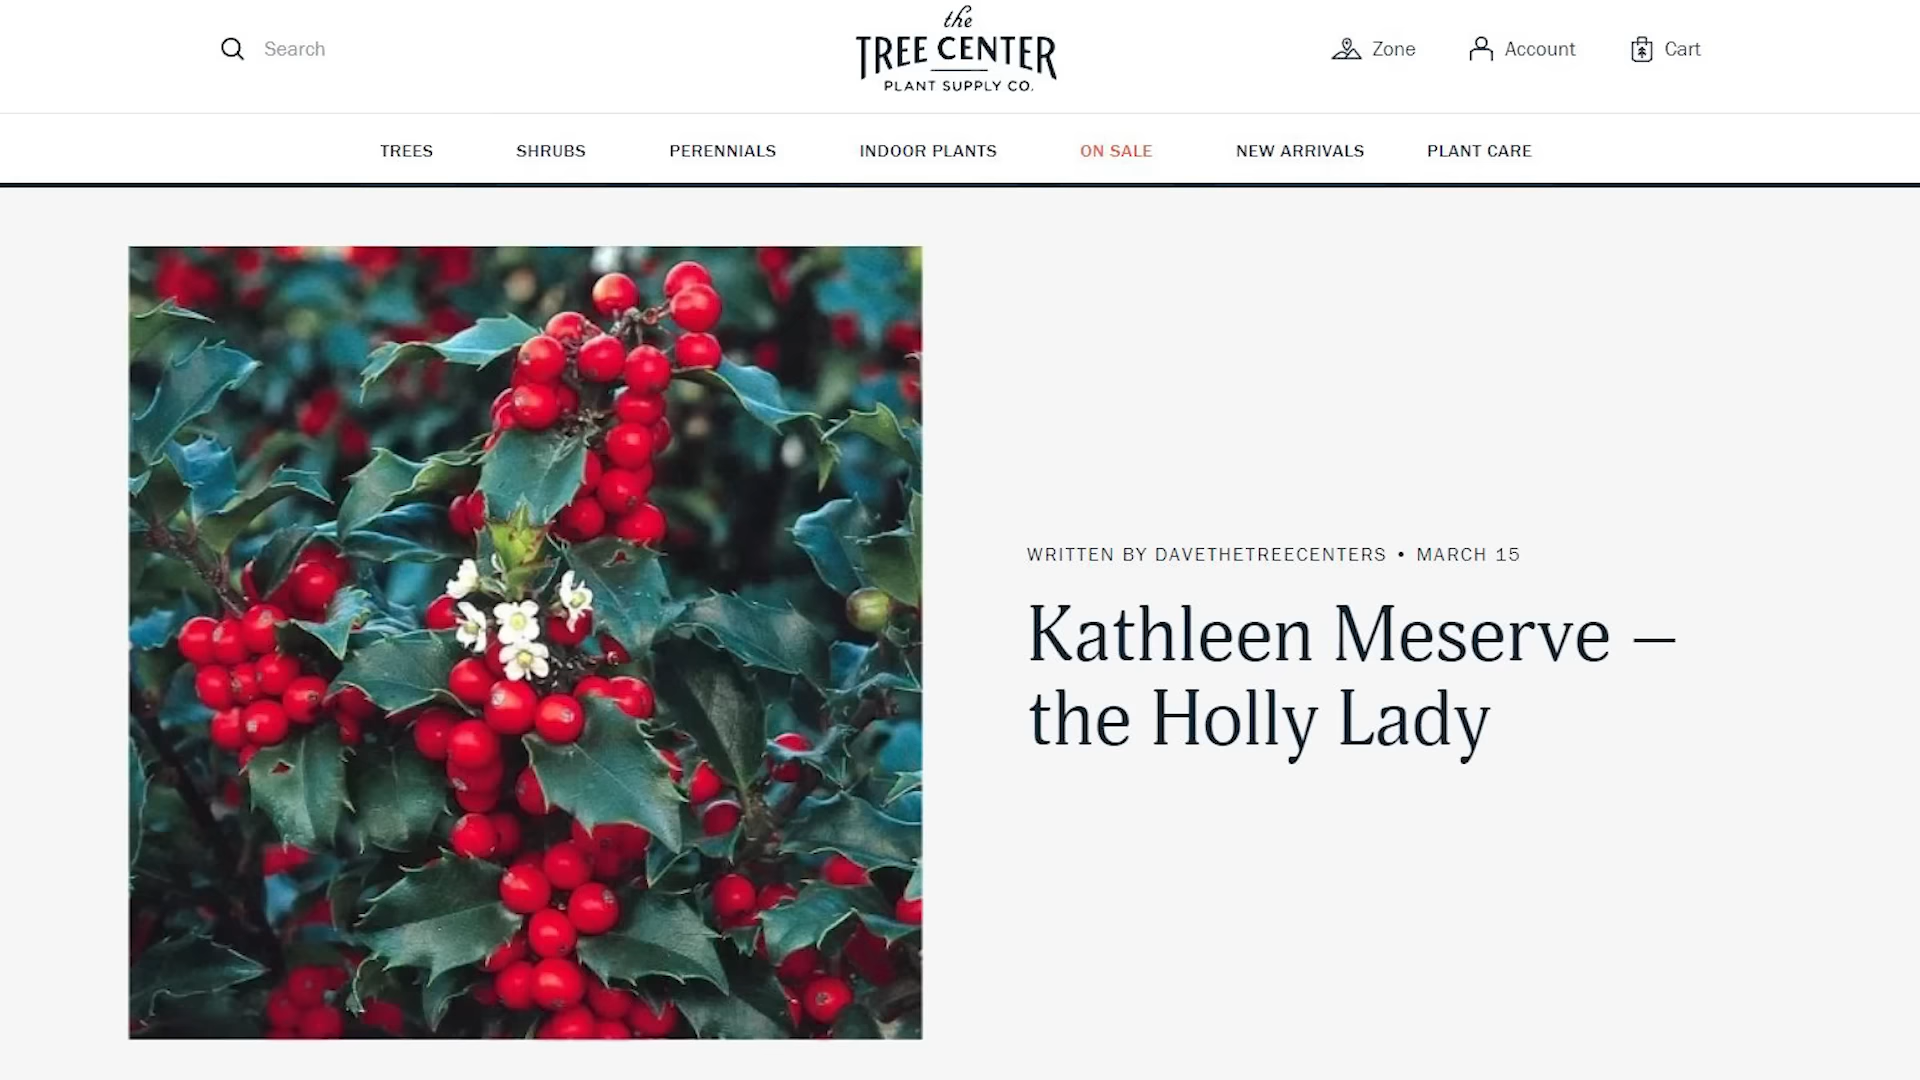 Search
the
TREE CENTER
PLANT SUPPLY CO.
Zone
Account
Cart
TREES
SHRUBS
PERENNIALS
INDOOR PLANTS
ON SALE
NEW ARRIVALS
PLANT CARE
WRITTEN BY DAVETHETREECENTERS • MARCH 15
Kathleen Meserve –
the Holly Lady